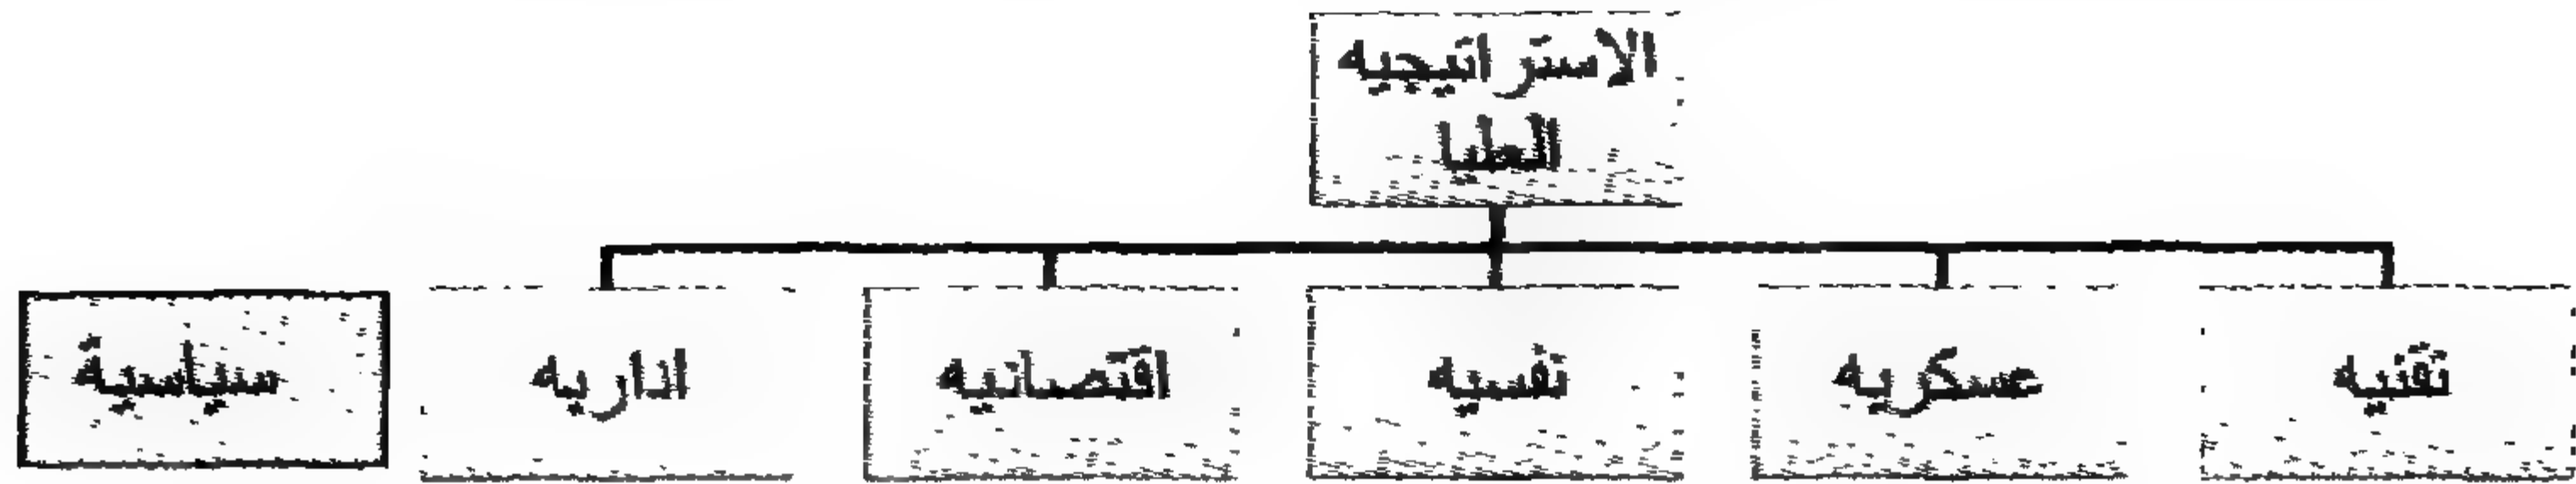 الاستراتيجيه
العليا
تقنيه
عسكريه
نفسيه
اقتصاديه
اداريه
سياسية